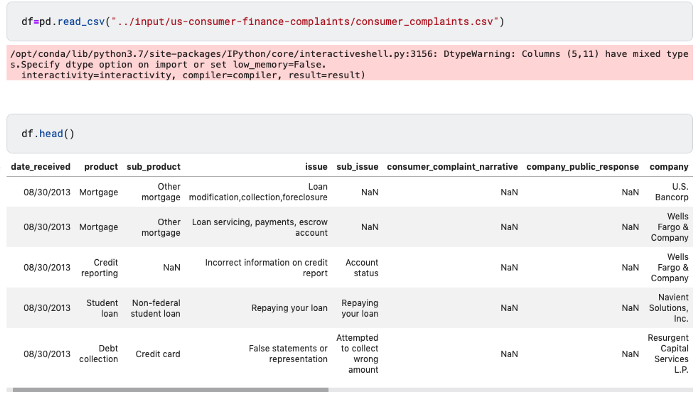 df=pd.read_csv("../input/us-consumer-finance-complaints/consumer_complaints.csv")
/opt/conda/lib/python3.7/site-packages/IPython/core/interactiveshell.py:3156: DtypeWarning: Columns (5,11) have mixed type
s.Specify dtype option on import or set low_memory=False.
interactivity=interactivity, compiler=compiler, result=result)
df.head()
date_received product sub_product issue sub_issue consumer_complaint_narrative company_public_response company
08/30/2013 Mortgage Other mortgage Loan modification,collection,foreclosure NaN NaN NaN U.S. Bancorp
08/30/2013 Mortgage Other mortgage Loan servicing, payments, escrow account NaN NaN NaN Wells Fargo & Company
08/30/2013 Credit reporting NaN Incorrect information on credit report Account status NaN NaN Wells Fargo & Company
08/30/2013 Student loan Non-federal student loan Repaying your loan Repaying your loan NaN NaN Navient Solutions, Inc.
08/30/2013 Debt collection Credit card False statements or representation Attempted to collect wrong amount NaN NaN Resurgent Capital Services L.P.